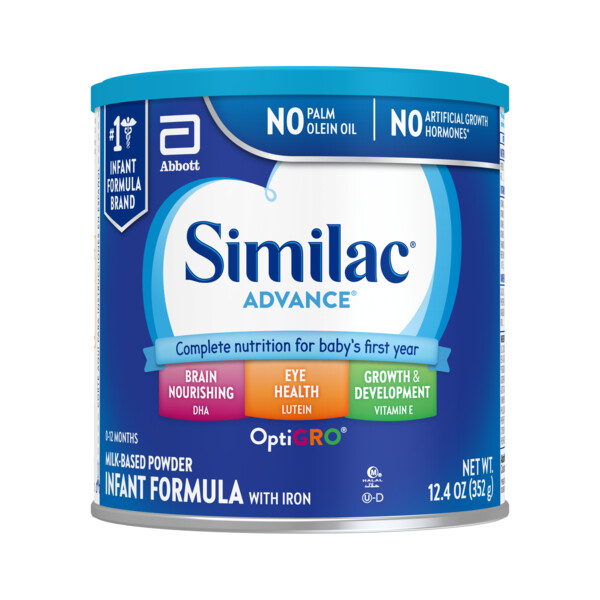 #1
INFANT
FORMULA
BRAND
Abbott
NO PALM
OLEIN OIL
NO ARTIFICIAL GROWTH
HORMONES*
Similac®
ADVANCE®
Complete nutrition for baby's first year
BRAIN
NOURISHING
DHA
EYE
HEALTH
LUTEIN
GROWTH &
DEVELOPMENT
VITAMIN E
OptiGRO®
0-12 MONTHS
MILK-BASED POWDER
INFANT FORMULA WITH IRON
M
HALAL
U-D
NET WT.
12.4 OZ (352 g)